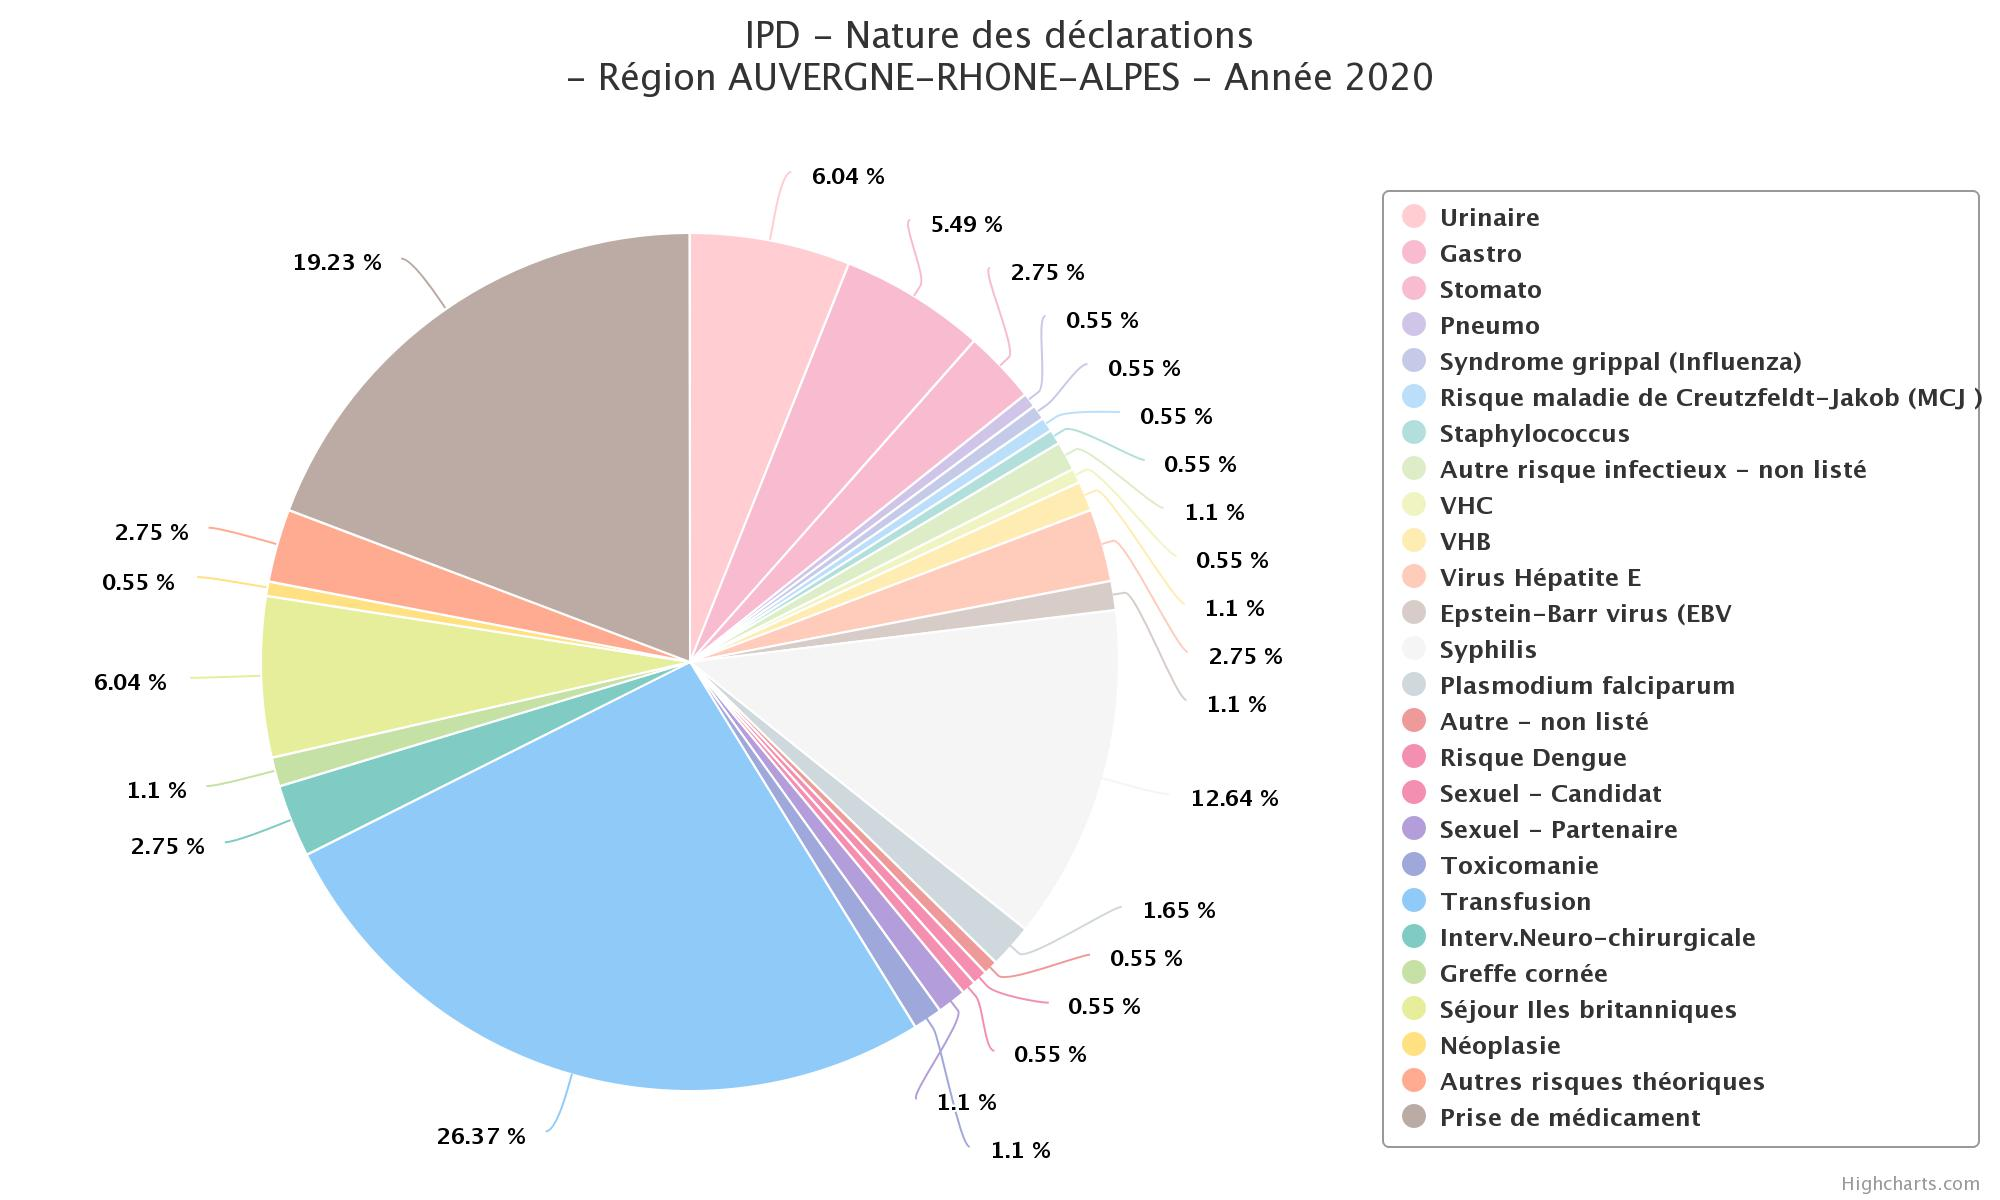 IPD - Nature des déclarations
- Région AUVERGNE-RHONE-ALPES - Année 2020
6.04 %
5.49 %
2.75 %
0.55 %
0.55 %
0.55 %
0.55 %
1.1 %
0.55 %
1.1 %
2.75 %
1.1 %
12.64 %
1.65 %
0.55 %
0.55 %
0.55 %
1.1 %
1.1 %
26.37 %
2.75 %
1.1 %
6.04 %
0.55 %
2.75 %
19.23 %
Urinaire
Gastro
Stomato
Pneumo
Syndrome grippal (Influenza)
Risque maladie de Creutzfeldt-Jakob (MCJ )
Staphylococcus
Autre risque infectieux - non listé
VHC
VHB
Virus Hépatite E
Epstein-Barr virus (EBV
Syphilis
Plasmodium falciparum
Autre - non listé
Risque Dengue
Sexuel - Candidat
Sexuel - Partenaire
Toxicomanie
Transfusion
Interv.Neuro-chirurgicale
Greffe cornée
Séjour Iles britanniques
Néoplasie
Autres risques théoriques
Prise de médicament
Highcharts.com